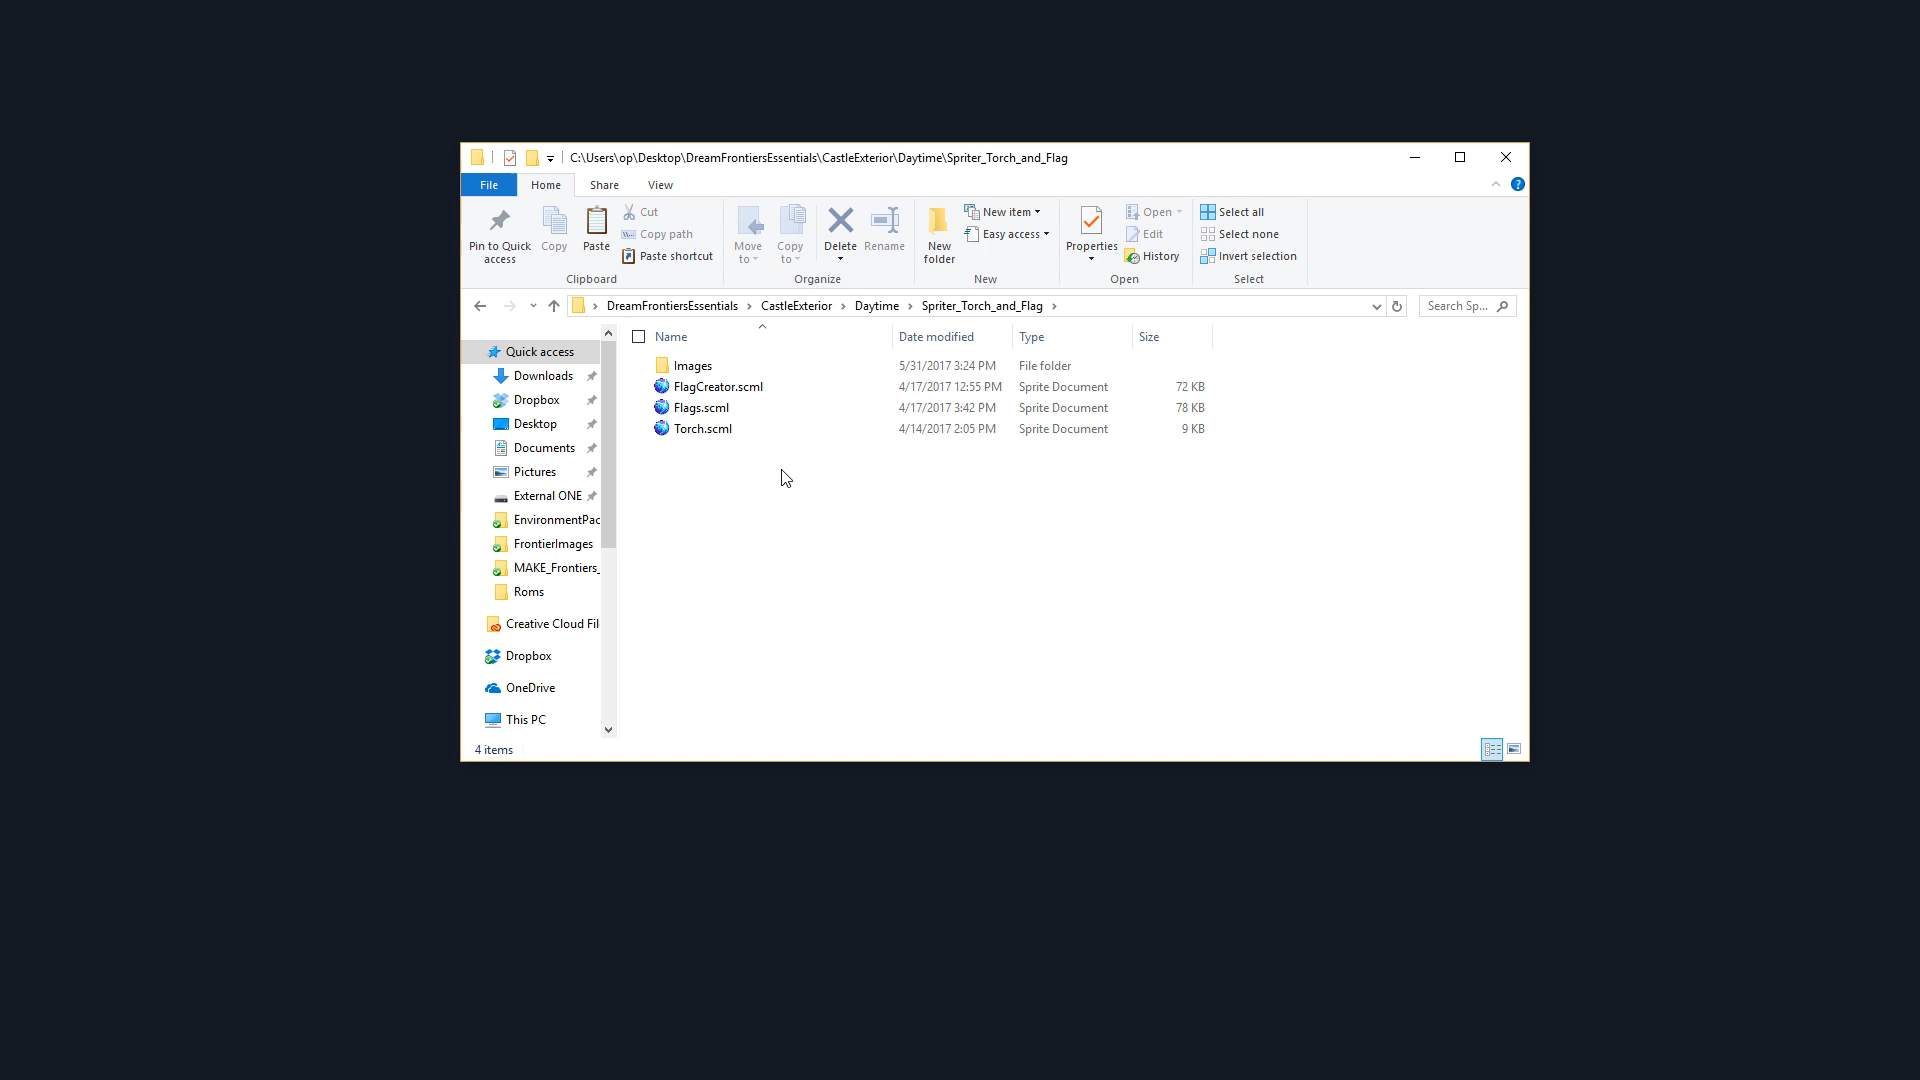 C:\Users\op\Desktop\DreamFrontiersEssentials\CastleExterior\Daytime\Spriter_Torch_and_Flag
File Home Share View
Pin to Quick access
Copy
Paste
Cut
Copy path
Paste shortcut
Clipboard
Move to
Copy to
Delete
Rename
Organize
New folder
New item
Easy access
New
Properties
Open
Edit
History
Open
Select all
Select none
Invert selection
Select
DreamFrontiersEssentials > CastleExterior > Daytime > Spriter_Torch_and_Flag >
Search Sp...
Quick access
Downloads
Dropbox
Desktop
Documents
Pictures
External ONE
EnvironmentPac
FrontierImages
MAKE_Frontiers_
Roms
Creative Cloud Fil
Dropbox
OneDrive
This PC
Name Date modified Type Size
Images 5/31/2017 3:24 PM File folder
FlagCreator.scml 4/17/2017 12:55 PM Sprite Document 72 KB
Flags.scml 4/17/2017 3:42 PM Sprite Document 78 KB
Torch.scml 4/14/2017 2:05 PM Sprite Document 9 KB
4 items